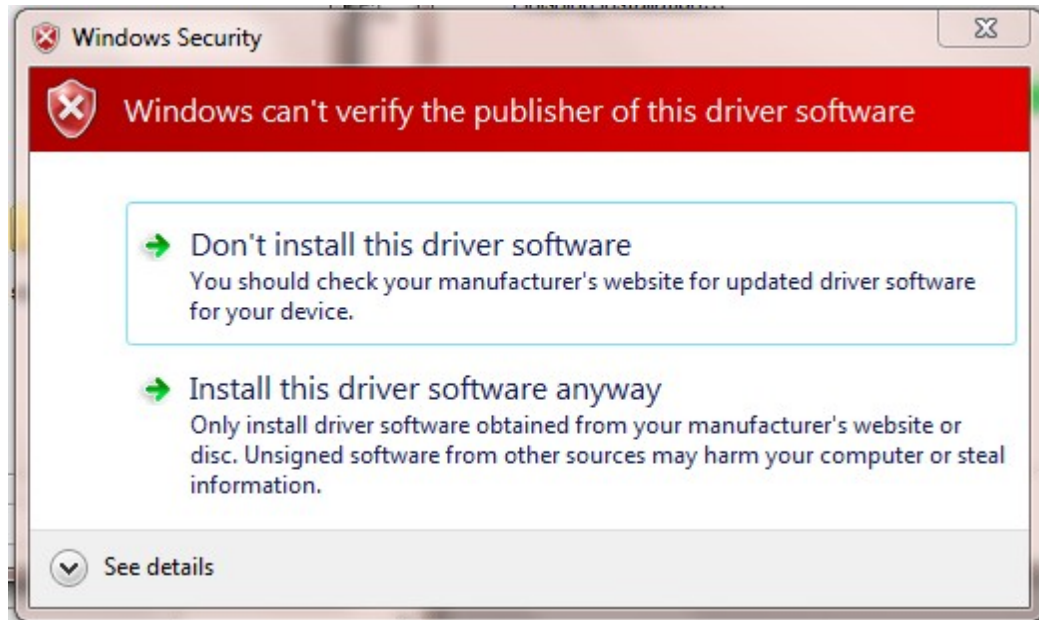 Windows Security
Windows can't verify the publisher of this driver software
Don't install this driver software
You should check your manufacturer's website for updated driver software
for your device.
Install this driver software anyway
Only install driver software obtained from your manufacturer's website or
disc. Unsigned software from other sources may harm your computer or steal
information.
See details